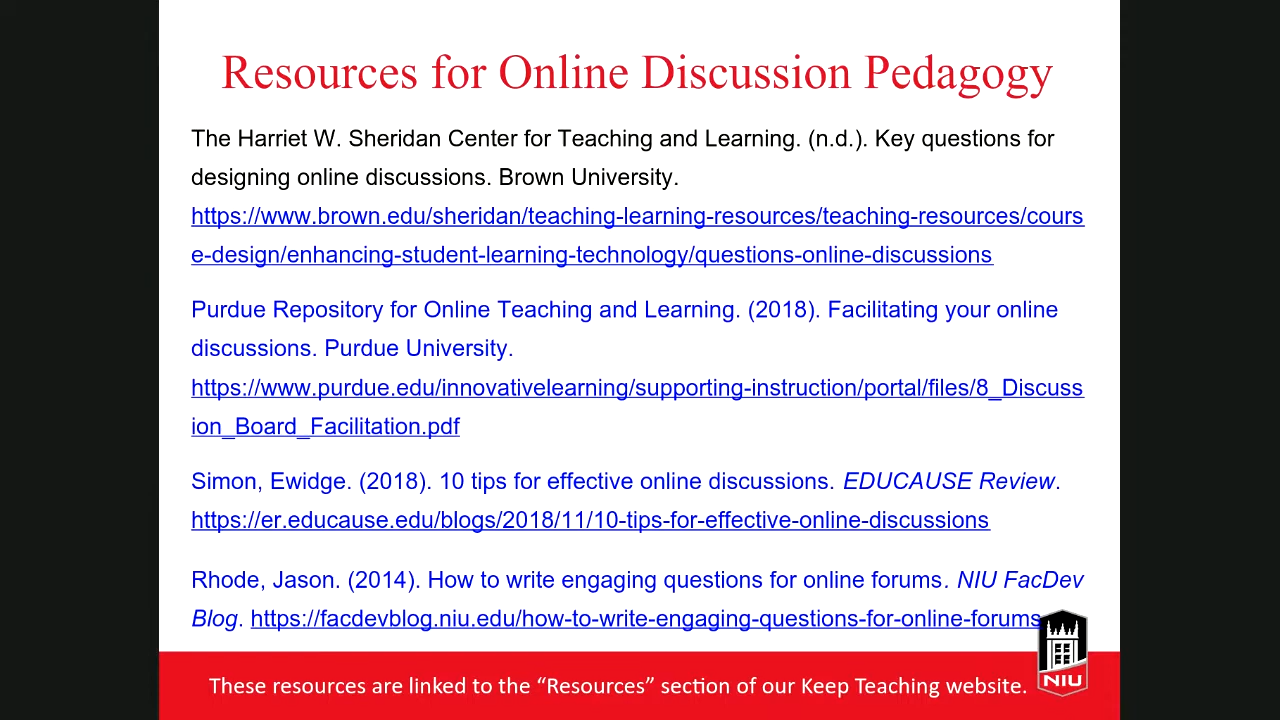 Resources for Online Discussion Pedagogy
The Harriet W. Sheridan Center for Teaching and Learning. (n.d.). Key questions for
designing online discussions. Brown University.
https://www.brown.edu/sheridan/teaching-learning-resources/teaching-resources/cours
e-design/enhancing-student-learning-technology/questions-online-discussions
Purdue Repository for Online Teaching and Learning. (2018). Facilitating your online
discussions. Purdue University.
https://www.purdue.edu/innovativelearning/supporting-instruction/portal/files/8_Discuss
ion_Board_Facilitation.pdf
Simon, Ewidge. (2018). 10 tips for effective online discussions. EDUCAUSE Review.
https://er.educause.edu/blogs/2018/11/10-tips-for-effective-online-discussions
Rhode, Jason. (2014). How to write engaging questions for online forums. NIU FacDev
Blog. https://facdevblog.niu.edu/how-to-write-engaging-questions-for-online-forums
These resources are linked to the “Resources” section of our Keep Teaching website.
NIU